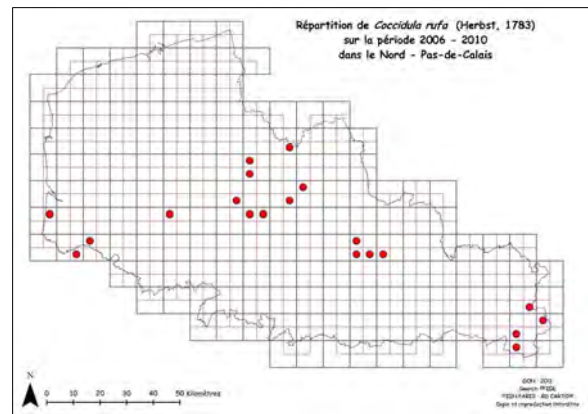 Répartition de Coccidula rufa (Herbst, 1783)
sur la période 2006 - 2010
dans le Nord - Pas-de-Calais
N
0 10 20 30 40 50 Kilomètres
GON - 2011